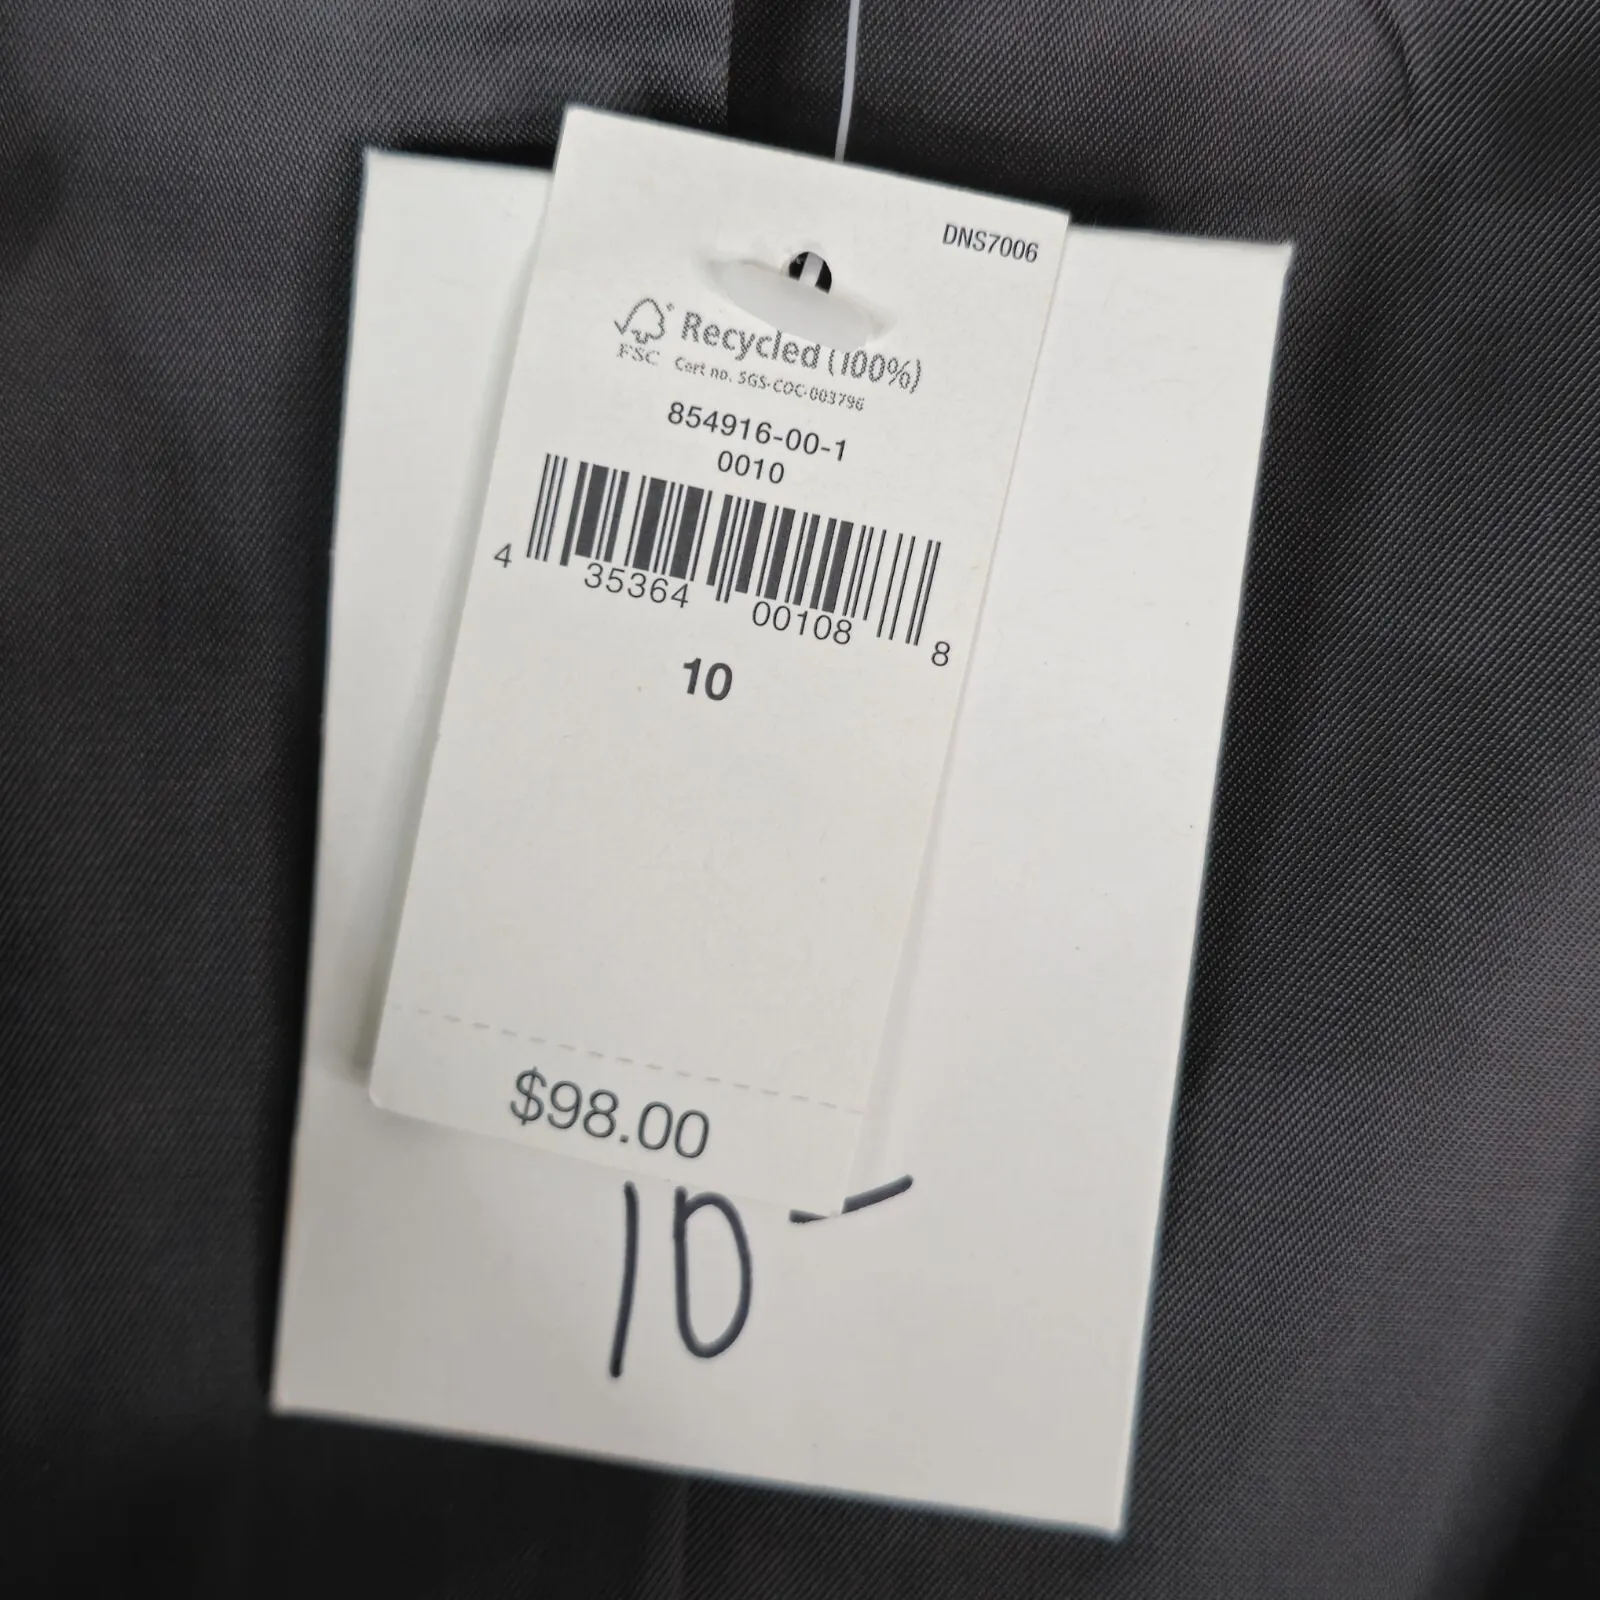 DNS7006
Recycled (100%)
FSC Cert no. SGS-COC-003796
854916-00-1
0010
4 35364 00108 8
10
$98.00
10 -